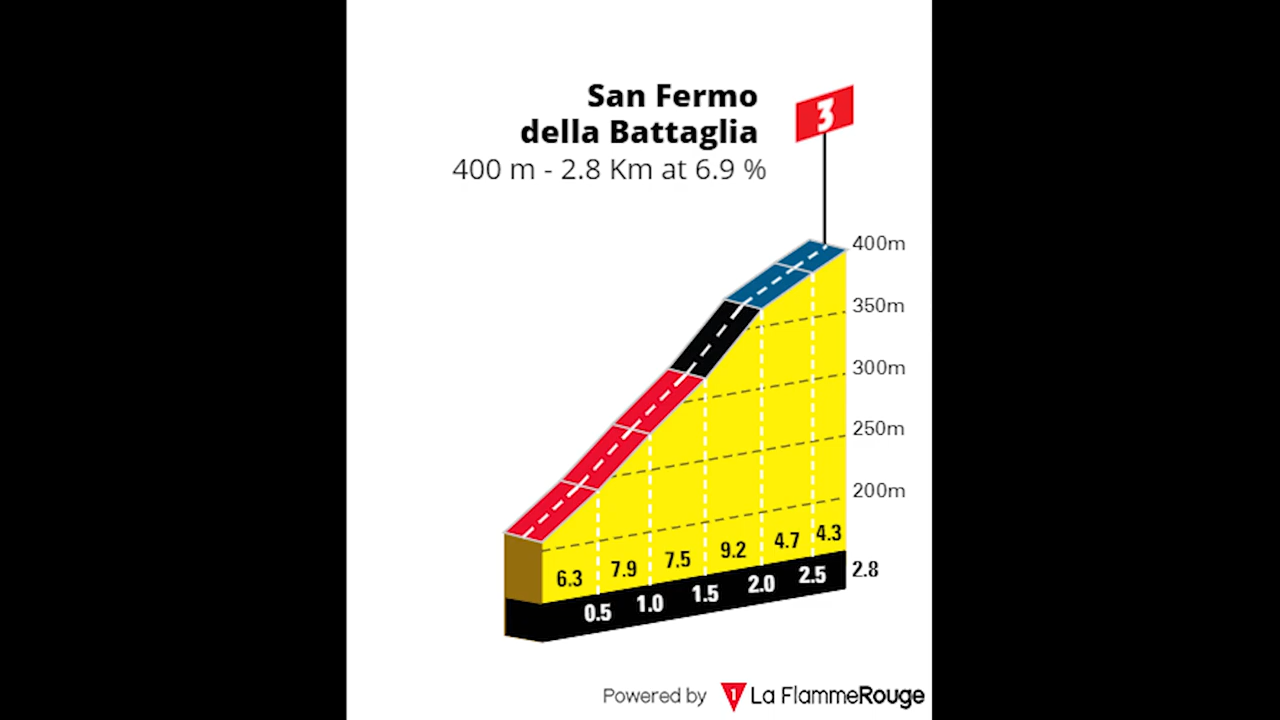 San Fermo
della Battaglia
400 m - 2.8 Km at 6.9 %
3
400m
350m
300m
250m
200m
6.3 7.9 7.5 9.2 4.7 4.3
0.5 1.0 1.5 2.0 2.5 2.8
Powered by 1 La FlammeRouge